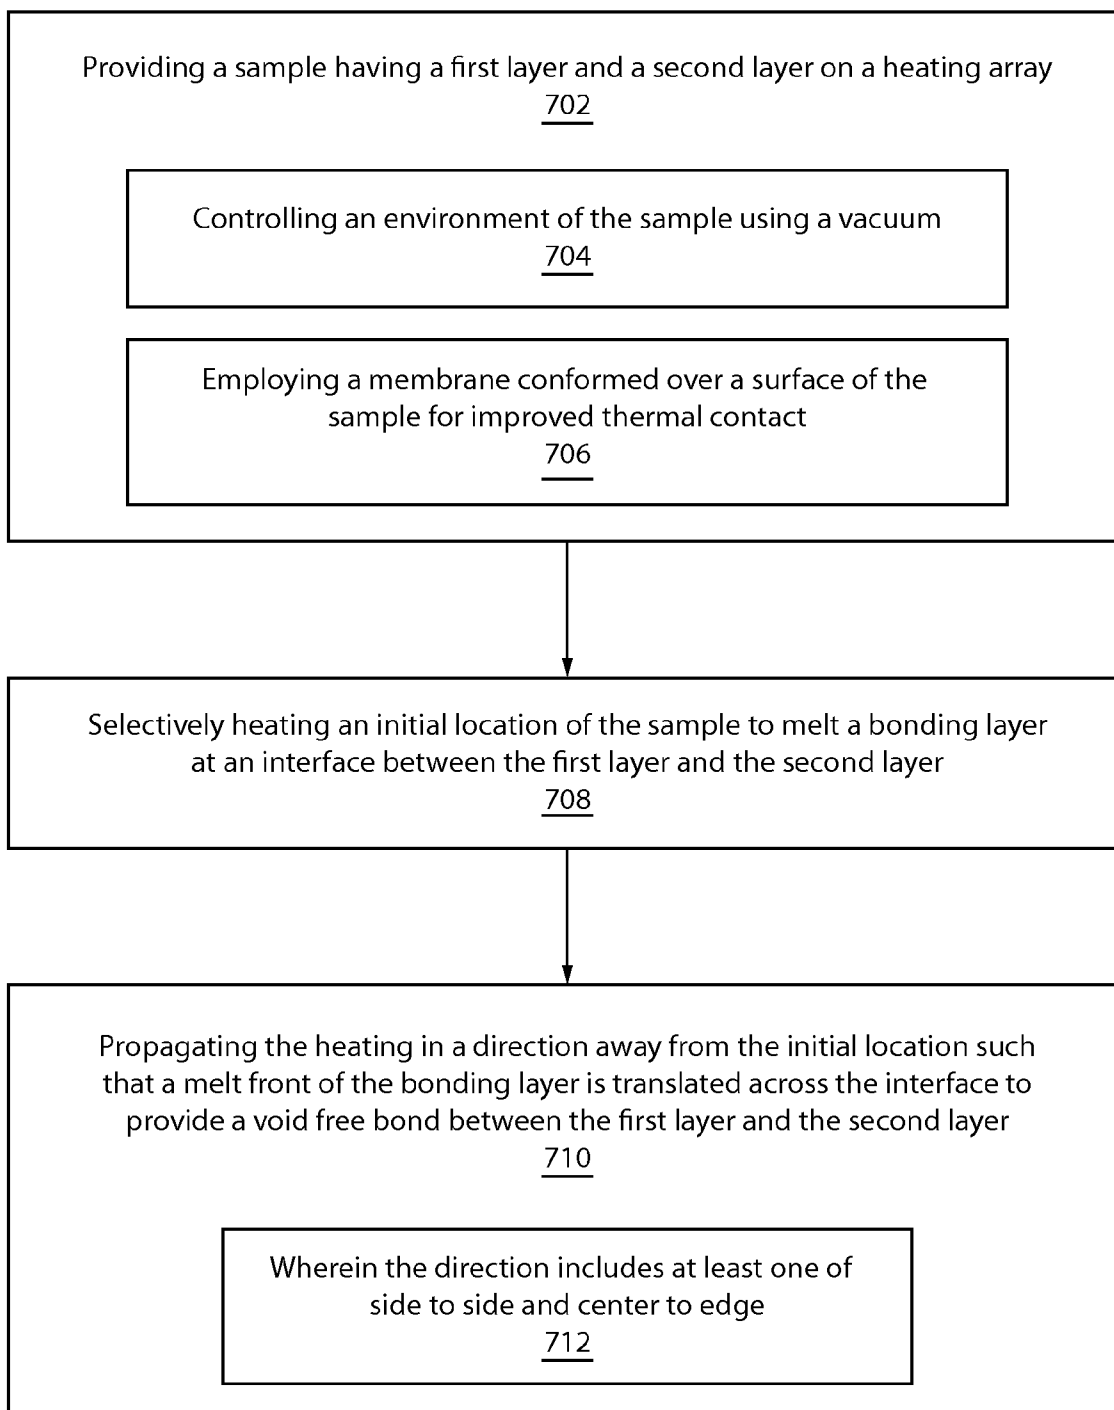 Providing a sample having a first layer and a second layer on a heating array
702
Controlling an environment of the sample using a vacuum
704
Employing a membrane conformed over a surface of the
sample for improved thermal contact
706
Selectively heating an initial location of the sample to melt a bonding layer
at an interface between the first layer and the second layer
708
Propagating the heating in a direction away from the initial location such
that a melt front of the bonding layer is translated across the interface to
provide a void free bond between the first layer and the second layer
710
Wherein the direction includes at least one of
side to side and center to edge
712